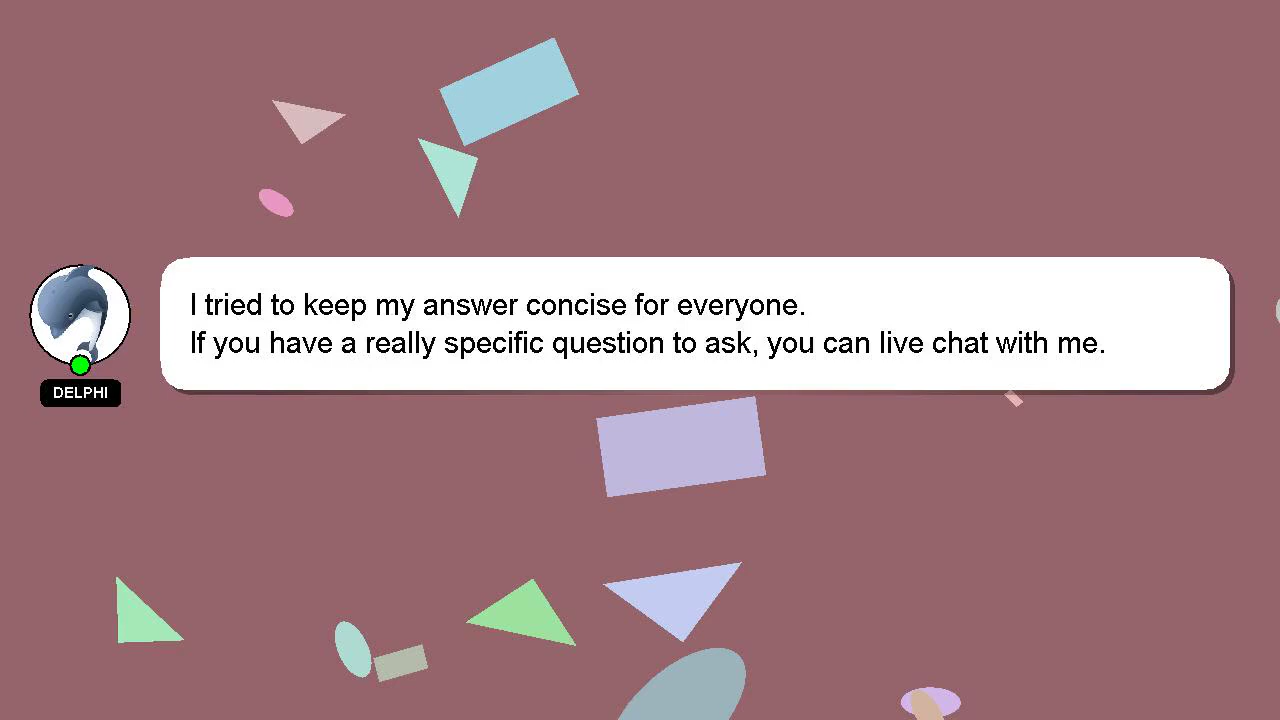 I tried to keep my answer concise for everyone.
If you have a really specific question to ask, you can live chat with me.
DELPHI